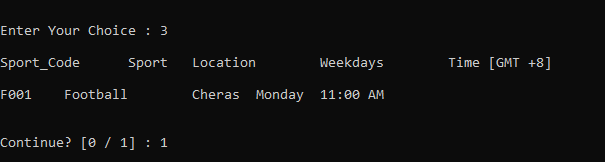 Enter Your Choice : 3
Sport_Code Sport Location Weekdays Time [GMT +8]
F001 Football Cheras Monday 11:00 AM
Continue? [0 / 1] : 1